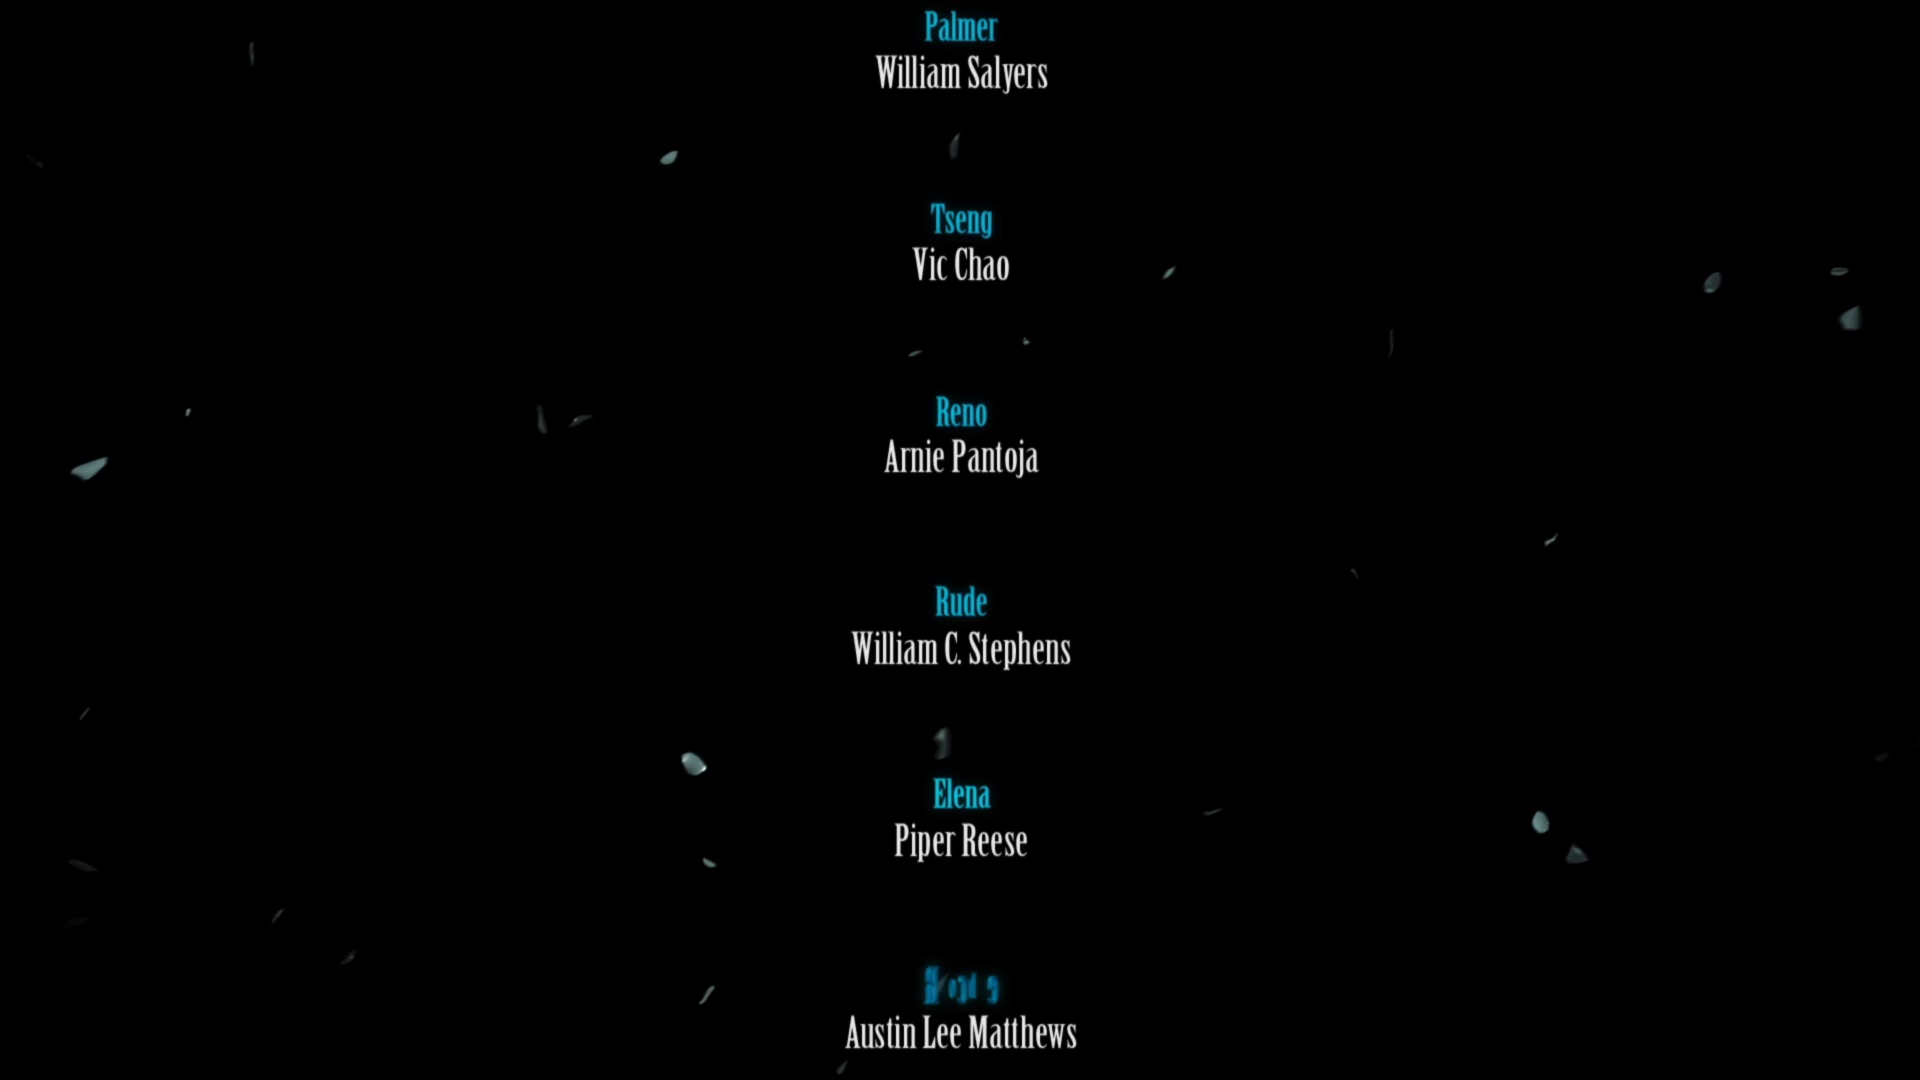 Palmer
William Salyers
Tseng
Vic Chao
Reno
Arnie Pantoja
Rude
William C. Stephens
Elena
Piper Reese
Austin Lee Matthews